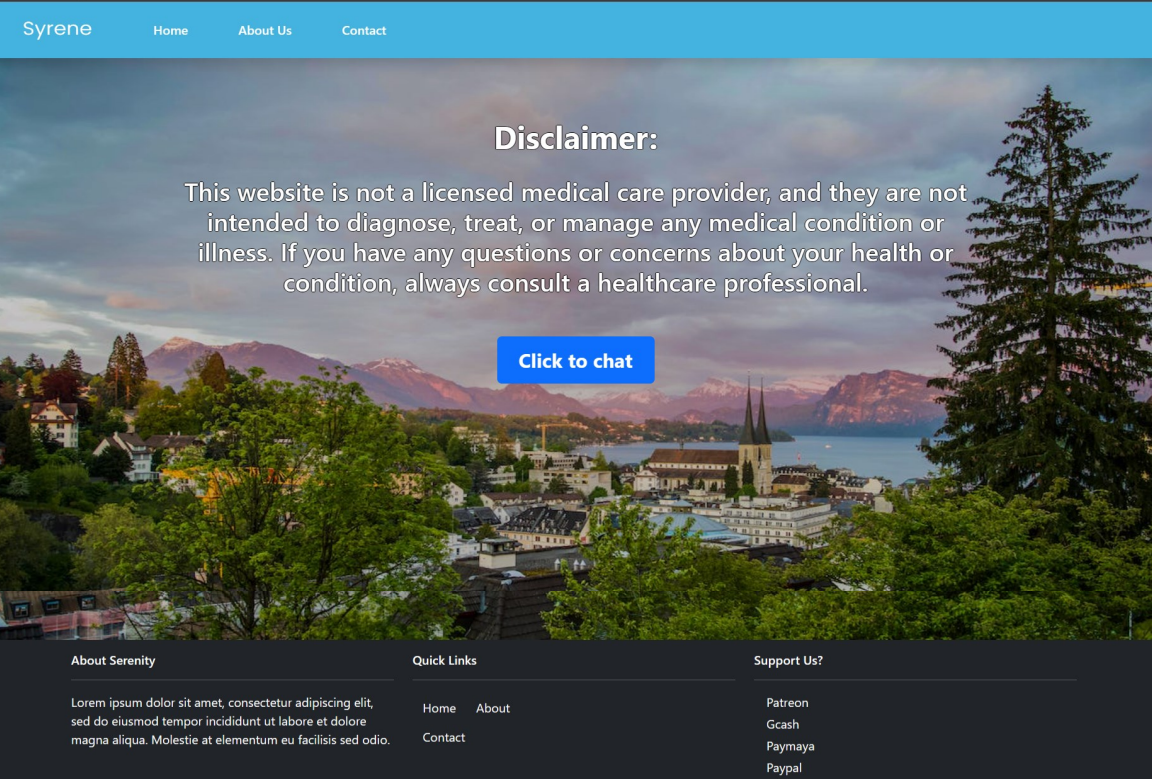 Syrene Home About Us Contact
Disclaimer:
This website is not a licensed medical care provider, and they are not
intended to diagnose, treat, or manage any medical condition or
illness. If you have any questions or concerns about your health or
condition, always consult a healthcare professional.
Click to chat
About Serenity
Lorem ipsum dolor sit amet, consectetur adipiscing elit,
sed do eiusmod tempor incididunt ut labore et dolore
magna aliqua. Molestie at elementum eu facilisis sed odio.
Quick Links
Home About
Contact
Support Us?
Patreon
Gcash
Paymaya
Paypal